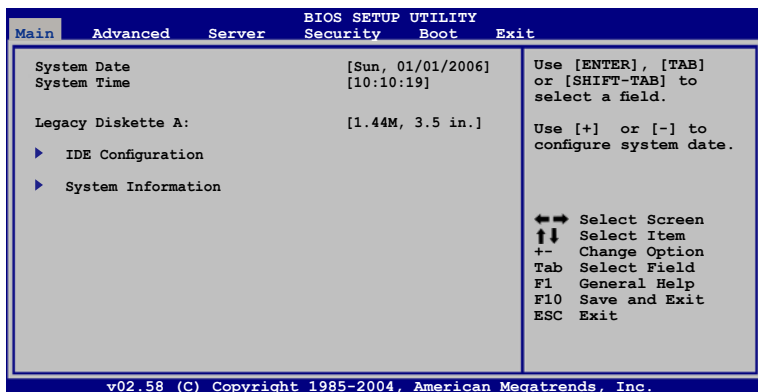 BIOS SETUP UTILITY
Main Advanced Server Security Boot Exit
System Date [Sun, 01/01/2006]
System Time [10:10:19]
Legacy Diskette A: [1.44M, 3.5 in.]
IDE Configuration
System Information
Use [ENTER], [TAB]
or [SHIFT-TAB] to
select a field.
Use [+] or [-] to
configure system date.
Select Screen
Select Item
+- Change Option
Tab Select Field
F1 General Help
F10 Save and Exit
ESC Exit
v02.58 (C) Copyright 1985-2004, American Megatrends, Inc.